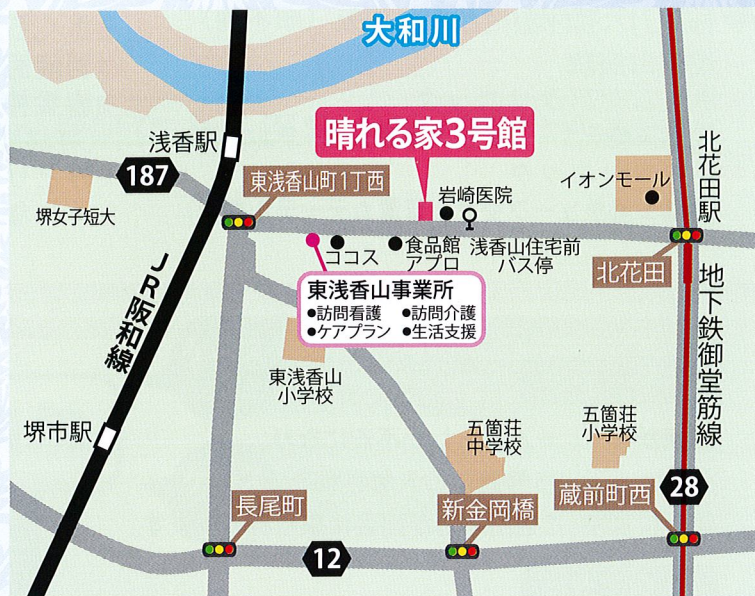 大和川
浅香駅
晴れる家3号館
北花田駅
187
東浅香山町1丁西
岩崎医院
イオンモール
堺女子短大
ココス
食品館
アプロ
浅香山住宅前
バス停
北花田
東浅香山事業所
●訪問看護 ●訪問介護
●ケアプラン ●生活支援
JR阪和線
地下鉄御堂筋線
東浅香山
小学校
堺市駅
五箇荘
中学校
五箇荘
小学校
長尾町
新金岡橋
蔵前町西
28
12